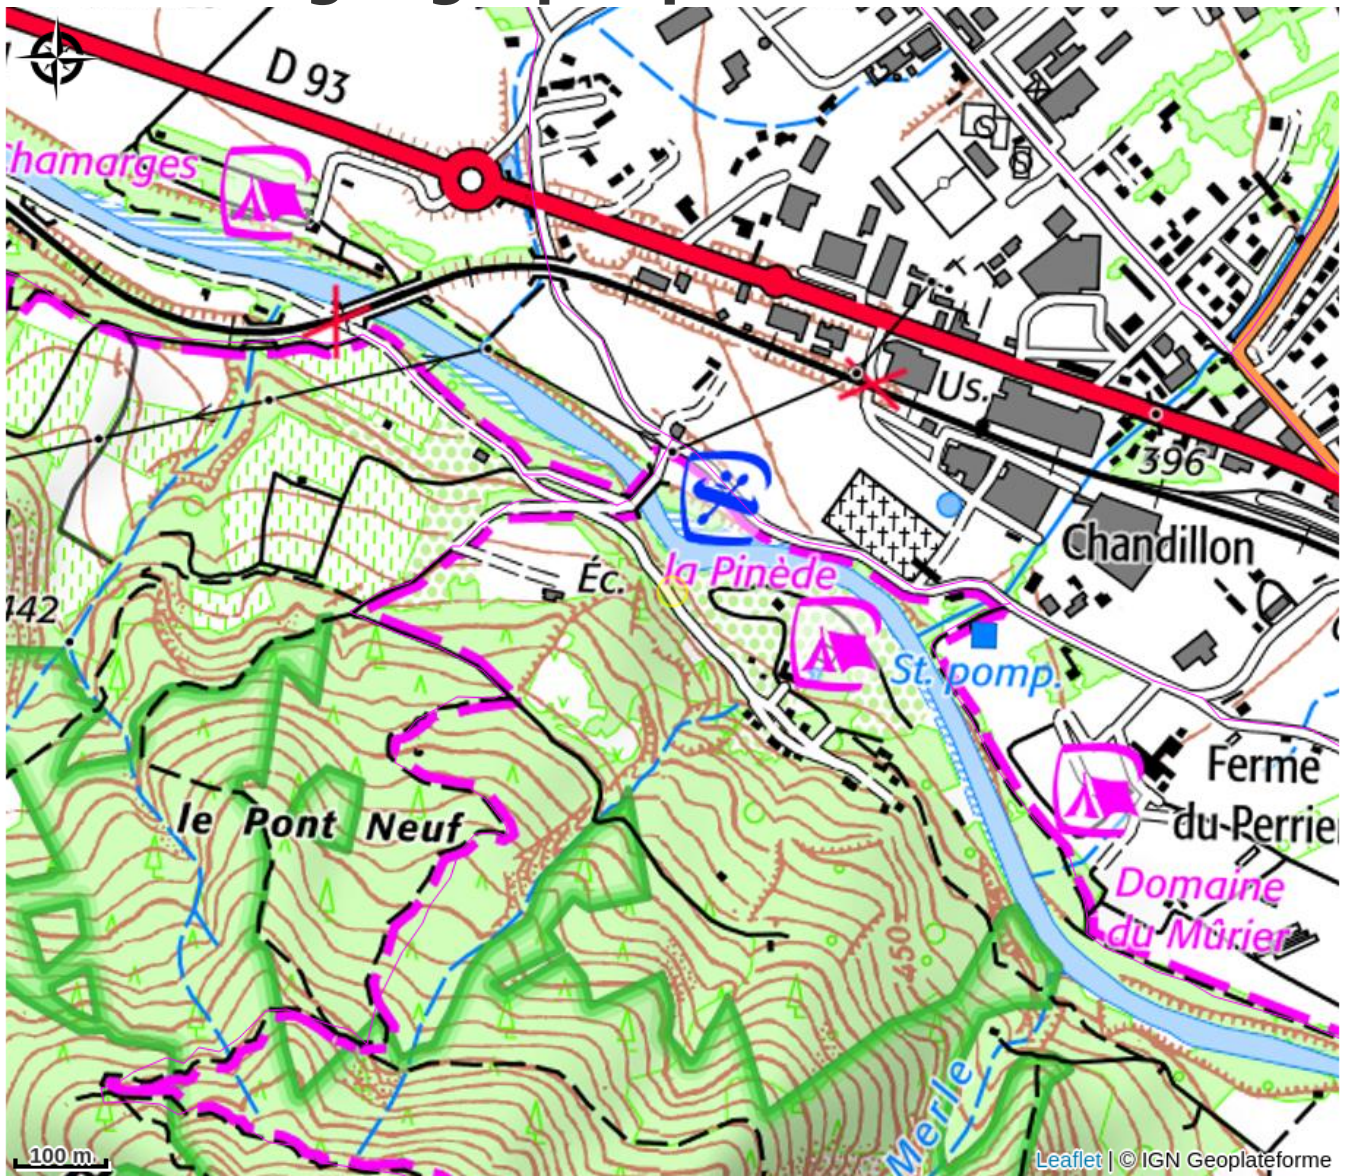 D 93
hamarges
Us.
396
Chandillon
Éc.
la Pinède
442
St. pomp.
Ferme
du Perrier
le Pont Neuf
Domaine
du Mûrier
450
Merle
100 m
Leaflet | © IGN Geoplateforme